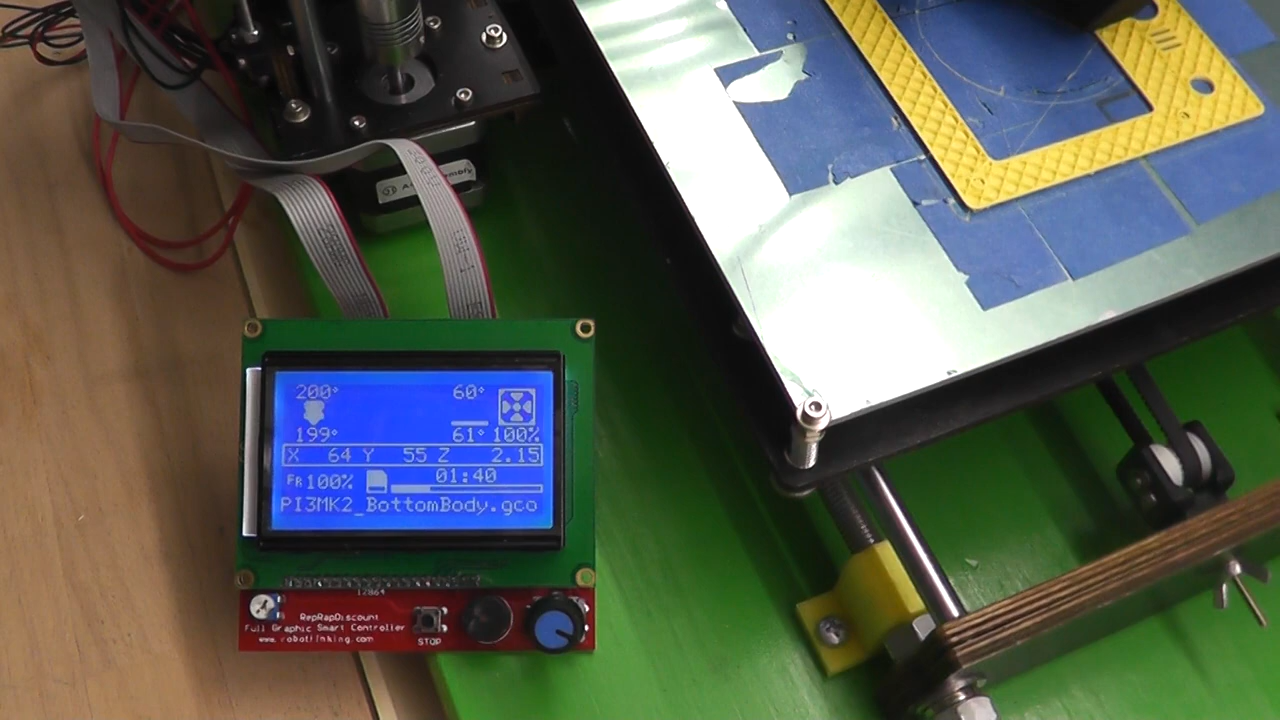 200° 60°
199° 61° 100%
X 64 Y 55 Z 2.15
FR 100% 01:40
PI3MK2_BottomBody.gco
12864
RepRapDiscount
Full Graphic Smart Controller
www.robotlinking.com
STOP